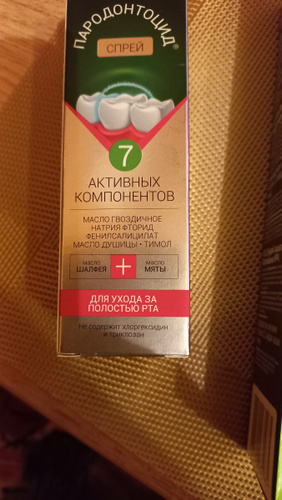 ПАРОДОНТОЦИД®
СПРЕЙ
7
АКТИВНЫХ
КОМПОНЕНТОВ
МАСЛО ГВОЗДИЧНОЕ
НАТРИЯ ФТОРИД
ФЕНИЛСАЛИЦИЛАТ
МАСЛО ДУШИЦЫ • ТИМОЛ
МАСЛО
ШАЛФЕЯ
+
МАСЛО
МЯТЫ
ДЛЯ УХОДА ЗА
ПОЛОСТЬЮ РТА
Не содержит хлоргексидин
и триклозан